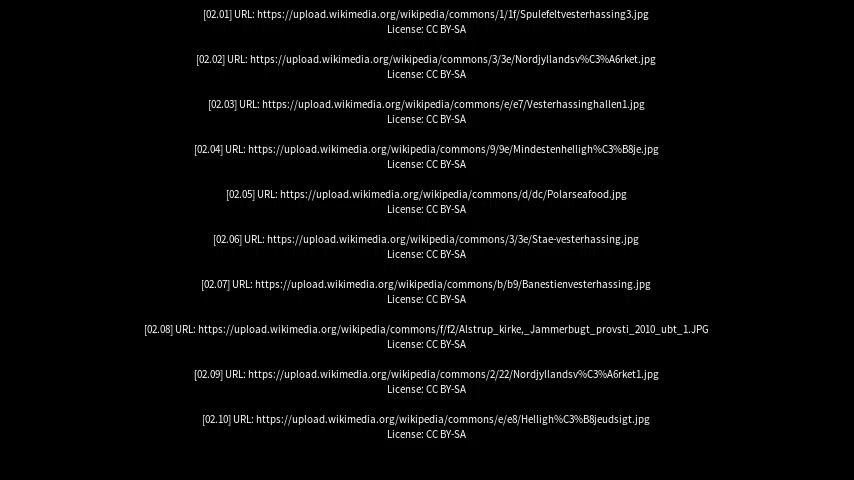 [02.01] URL: https://upload.wikimedia.org/wikipedia/commons/1/1f/Spulefeltvesterhassing3.jpg
License: CC BY-SA
[02.02] URL: https://upload.wikimedia.org/wikipedia/commons/3/3e/Nordjyllandsv%C3%A6rket.jpg
License: CC BY-SA
[02.03] URL: https://upload.wikimedia.org/wikipedia/commons/e/e7/Vesterhassinghallen1.jpg
License: CC BY-SA
[02.04] URL: https://upload.wikimedia.org/wikipedia/commons/9/9e/Mindestenhelligh%C3%B8je.jpg
License: CC BY-SA
[02.05] URL: https://upload.wikimedia.org/wikipedia/commons/d/dc/Polarseafood.jpg
License: CC BY-SA
[02.06] URL: https://upload.wikimedia.org/wikipedia/commons/3/3e/Stae-vesterhassing.jpg
License: CC BY-SA
[02.07] URL: https://upload.wikimedia.org/wikipedia/commons/b/b9/Banestienvesterhassing.jpg
License: CC BY-SA
[02.08] URL: https://upload.wikimedia.org/wikipedia/commons/f/f2/Alstrup_kirke,_Jammerbugt_provsti_2010_ubt_1.JPG
License: CC BY-SA
[02.09] URL: https://upload.wikimedia.org/wikipedia/commons/2/22/Nordjyllandsv%C3%A6rket1.jpg
License: CC BY-SA
[02.10] URL: https://upload.wikimedia.org/wikipedia/commons/e/e8/Helligh%C3%B8jeudsigt.jpg
License: CC BY-SA